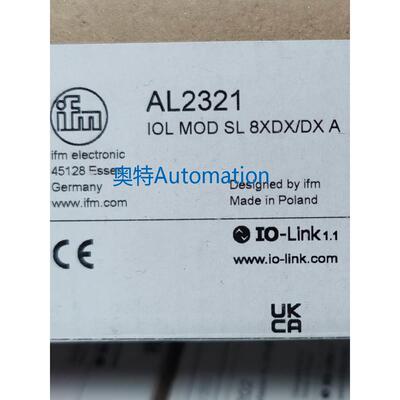 ifm
AL2321
IOL MOD SL 8XDX/DX A
ifm electronic
45128 Essen
Germany
www.ifm.com
奥特Automation
Designed by ifm
Made in Poland
IO-Link 1.1
www.io-link.com
CE
UK
CA